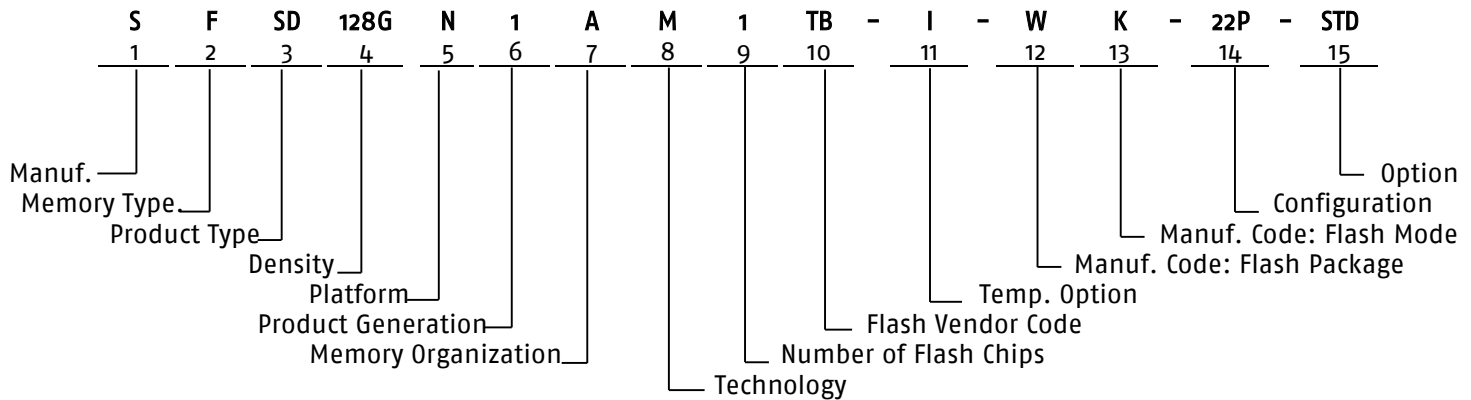 S F SD 128G N 1 A M 1 TB - I - W K - 22P - STD
1 2 3 4 5 6 7 8 9 10 11 12 13 14 15
Manuf. Option
Memory Type. Configuration
Product Type Manuf. Code: Flash Mode
Density Manuf. Code: Flash Package
Platform Temp. Option
Product Generation Flash Vendor Code
Memory Organization Number of Flash Chips
Technology